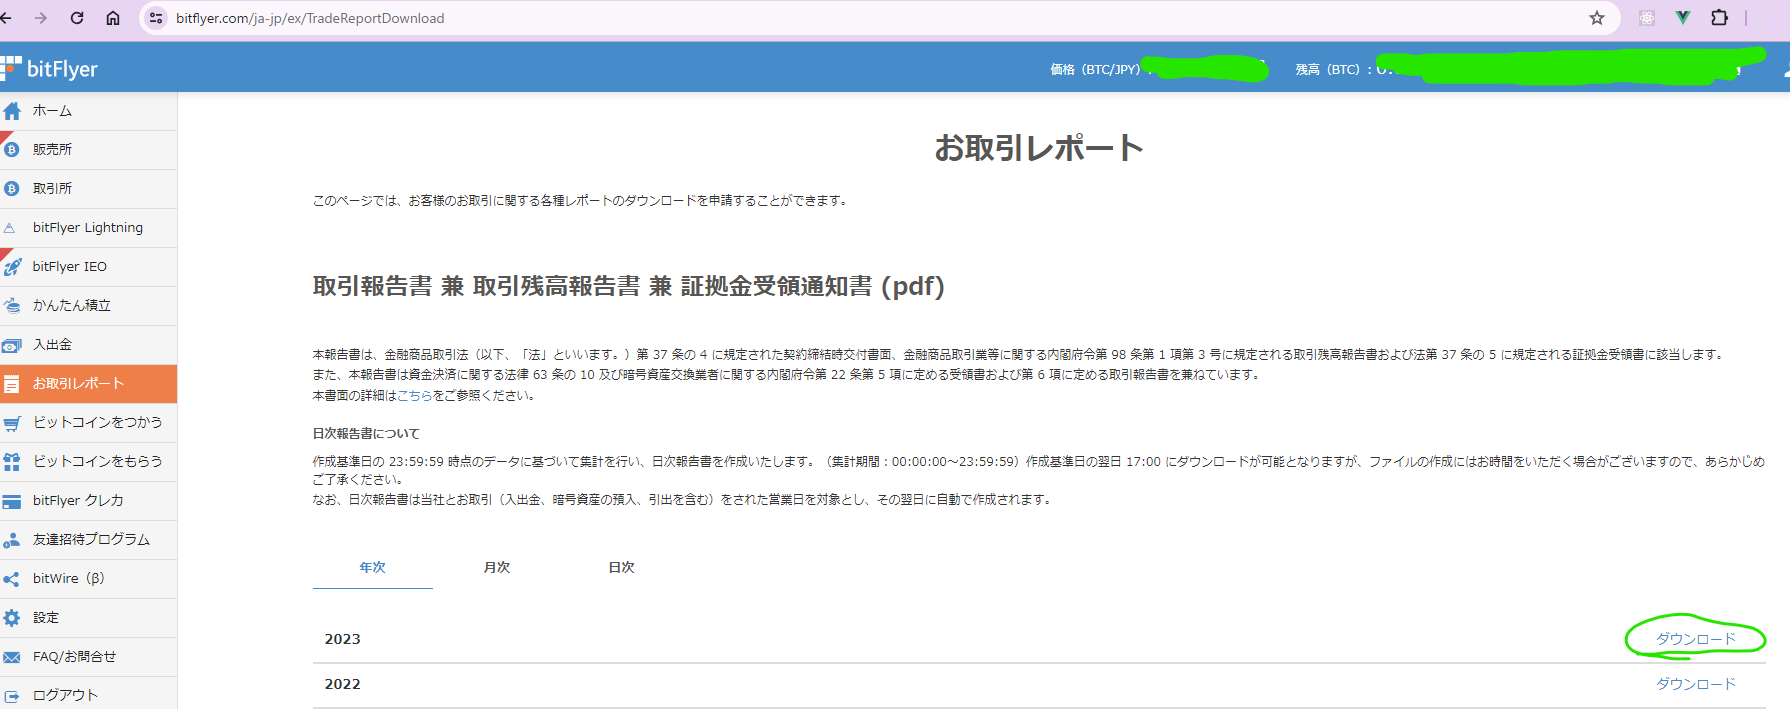 bitflyer.com/ja-jp/ex/TradeReportDownload
bitFlyer
価格（BTC/JPY）
残高（BTC）：
ホーム
販売所
取引所
bitFlyer Lightning
bitFlyer IEO
かんたん積立
入出金
お取引レポート
ビットコインをつかう
ビットコインをもらう
bitFlyer クレカ
友達招待プログラム
bitWire（β）
設定
FAQ/お問合せ
ログアウト
お取引レポート
このページでは、お客様のお取引に関する各種レポートのダウンロードを申請することができます。
取引報告書 兼 取引残高報告書 兼 証拠金受領通知書 (pdf)
本報告書は、金融商品取引法（以下、「法」といいます。）第 37 条の 4 に規定された契約締結時交付書面、金融商品取引業等に関する内閣府令第 98 条第 1 項第 3 号に規定される取引残高報告書および法第 37 条の 5 に規定される証拠金受領書に該当します。
また、本報告書は資金決済に関する法律 63 条の 10 及び暗号資産交換業者に関する内閣府令第 22 条第 5 項に定める受領書および第 6 項に定める取引報告書を兼ねています。
本書面の詳細はこちらをご参照ください。
日次報告書について
作成基準日の 23:59:59 時点のデータに基づいて集計を行い、日次報告書を作成いたします。（集計期間：00:00:00～23:59:59）作成基準日の翌日 17:00 にダウンロードが可能となりますが、ファイルの作成にはお時間をいただく場合がございますので、あらかじめ
ご了承ください。
なお、日次報告書は当社とお取引（入出金、暗号資産の預入、引出を含む）をされた営業日を対象とし、その翌日に自動で作成されます。
年次 月次 日次
2023 ダウンロード
2022 ダウンロード